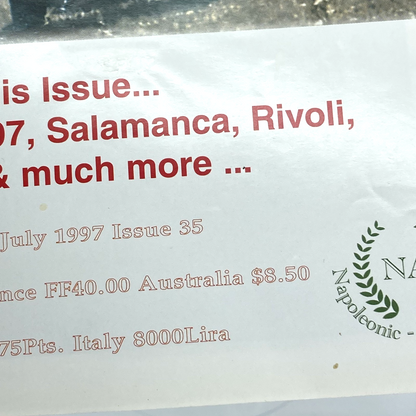 is Issue...
97, Salamanca, Rivoli,
& much more ...
July 1997 Issue 35
nce FF40.00 Australia $8.50
75Pts. Italy 8000Lira
NA
Napoleonic -